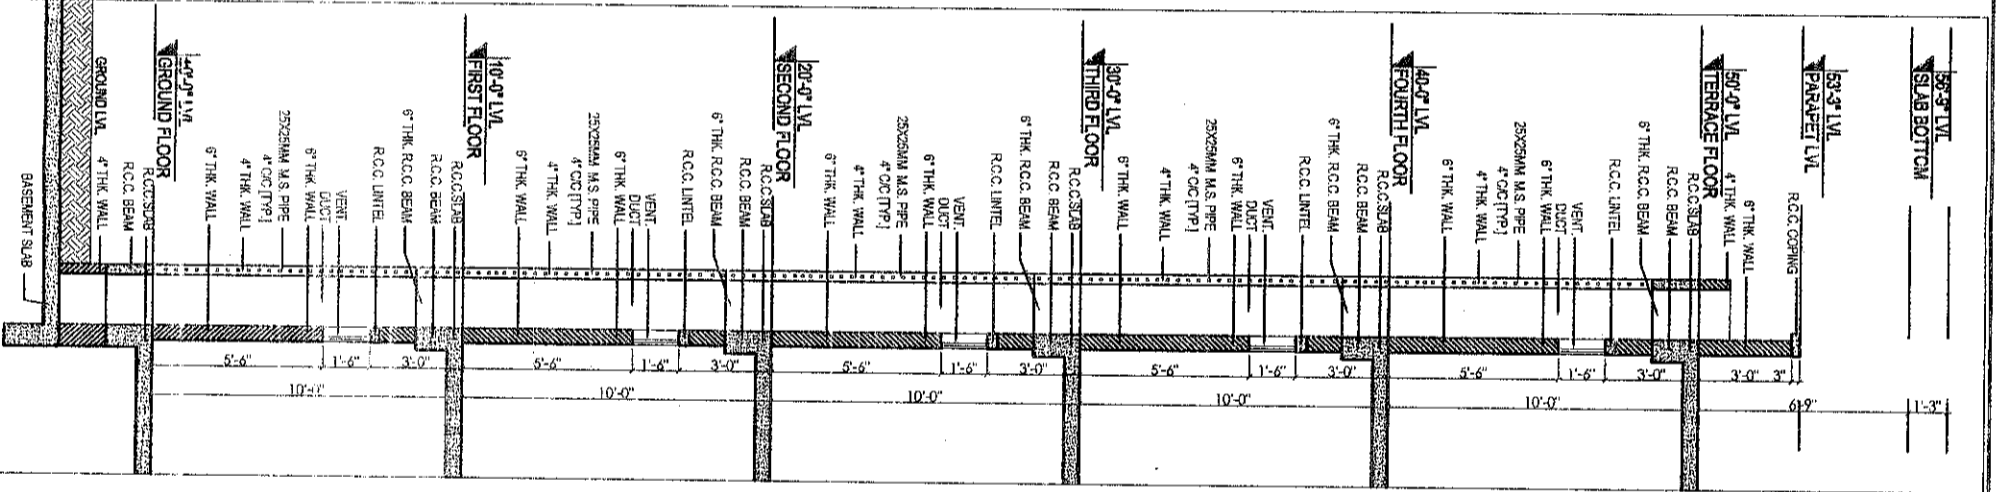 56'-9" LVL
SLAB BOTTOM
53'-3" LVL
PARAPET LVL
R.C.C. COPING
6" THK. WALL
50'-0" LVL
TERRACE FLOOR
4" THK. WALL
R.C.C.SLAB
R.C.C. BEAM
6" THK. R.C.C. BEAM
R.C.C. LINTEL
VENT.
DUCT
6" THK. WALL
25X25MM M.S. PIPE
4" C/C [TYP.]
4" THK. WALL
6" THK. WALL
40'-0" LVL
FOURTH FLOOR
R.C.C.SLAB
R.C.C. BEAM
6" THK. R.C.C. BEAM
R.C.C. LINTEL
VENT.
DUCT
6" THK. WALL
25X25MM M.S. PIPE
4" C/C [TYP.]
4" THK. WALL
6" THK. WALL
30'-0" LVL
THIRD FLOOR
R.C.C.SLAB
R.C.C. BEAM
6" THK. R.C.C. BEAM
R.C.C. LINTEL
VENT.
DUCT
6" THK. WALL
25X25MM M.S. PIPE
4" C/C [TYP.]
4" THK. WALL
6" THK. WALL
20'-0" LVL
SECOND FLOOR
R.C.C.SLAB
R.C.C. BEAM
6" THK. R.C.C. BEAM
R.C.C. LINTEL
VENT.
DUCT
6" THK. WALL
25X25MM M.S. PIPE
4" C/C [TYP.]
4" THK. WALL
6" THK. WALL
10'-0" LVL
FIRST FLOOR
R.C.C.SLAB
R.C.C. BEAM
6" THK. R.C.C. BEAM
R.C.C. LINTEL
VENT.
DUCT
6" THK. WALL
25X25MM M.S. PIPE
4" C/C [TYP.]
4" THK. WALL
6" THK. WALL
LVL
GROUND FLOOR
R.C.C.SLAB
R.C.C. BEAM
4" THK. WALL
GROUND LVL
BASEMENT SLAB
1'-3"
6'-9"
3"
3'-0"
3'-0"
1'-6"
5'-6"
10'-0"
3'-0"
1'-6"
5'-6"
10'-0"
3'-0"
1'-6"
5'-6"
10'-0"
3'-0"
1'-6"
5'-6"
10'-0"
3'-0"
1'-6"
5'-6"
10'-0"